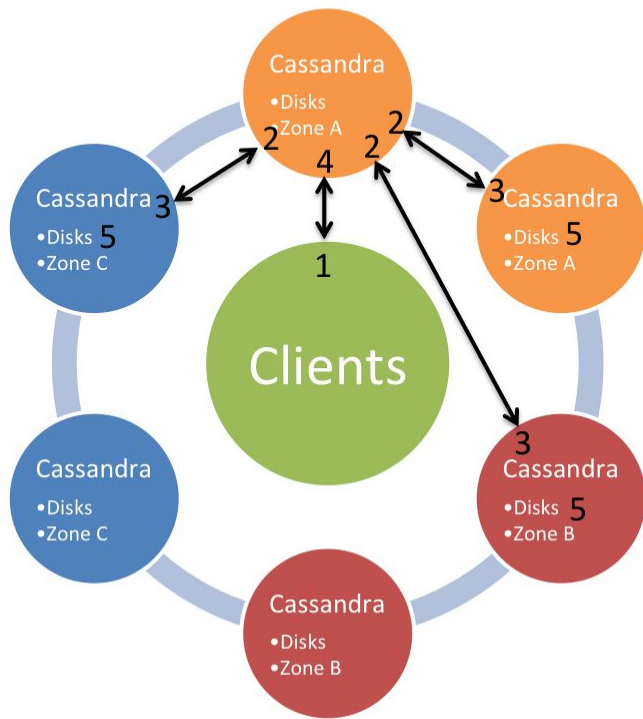 Cassandra
•Disks
•Zone A
2
4
2
2
Cassandra
3
•Disks 5
•Zone C
3
Cassandra
•Disks 5
•Zone A
1
Clients
3
Cassandra
•Disks
•Zone C
Cassandra
•Disks 5
•Zone B
Cassandra
•Disks
•Zone B